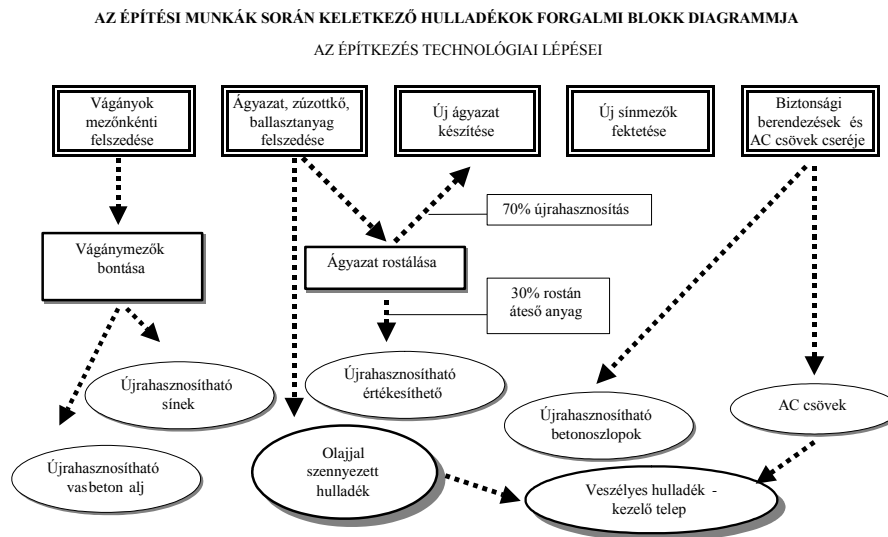 AZ ÉPÍTÉSI MUNKÁK SORÁN KELETKEZŐ HULLADÉKOK FORGALMI BLOKK DIAGRAMMJA
AZ ÉPÍTKEZÉS TECHNOLÓGIAI LÉPÉSEI
Vágányok
mezőnkénti
felszedése
Ágyazat, zúzottkő,
ballasztanyag
felszedése
Új ágyazat
készítése
Új sínmezők
fektetése
Biztonsági
berendezések és
AC csövek cseréje
70% újrahasznosítás
Vágánymezők
bontása
Ágyazat rostálása
30% rostán
áteső anyag
Újrahasznosítható
sínek
Újrahasznosítható
értékesíthető
Újrahasznosítható
betonoszlopok
AC csövek
Újrahasznosítható
vasbeton alj
Olajjal
szennyezett
hulladék
Veszélyes hulladék -
kezelő telep